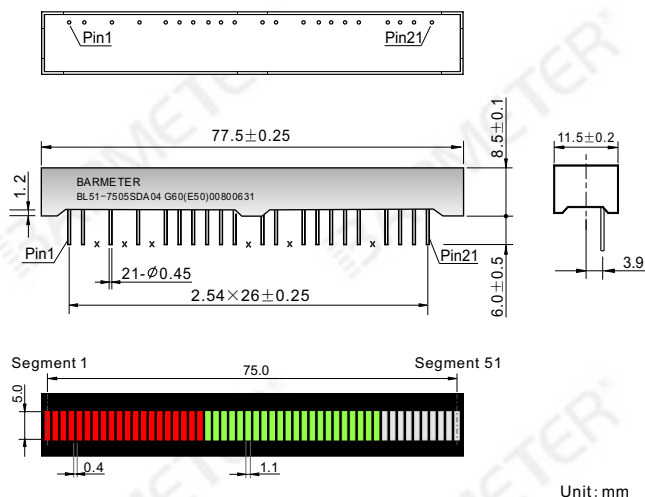 Pin1
Pin21
77.5±0.25
8.5±0.1
11.5±0.2
1.2
BARMETER
BL51-7505SDA04 G60(E50)00800631
x x x x x x x
Pin1
Pin21
21-Ø0.45
2.54×26±0.25
6.0±0.5
3.9
Segment 1
75.0
Segment 51
5.0
0.4
1.1
Unit: mm
BARMETER®